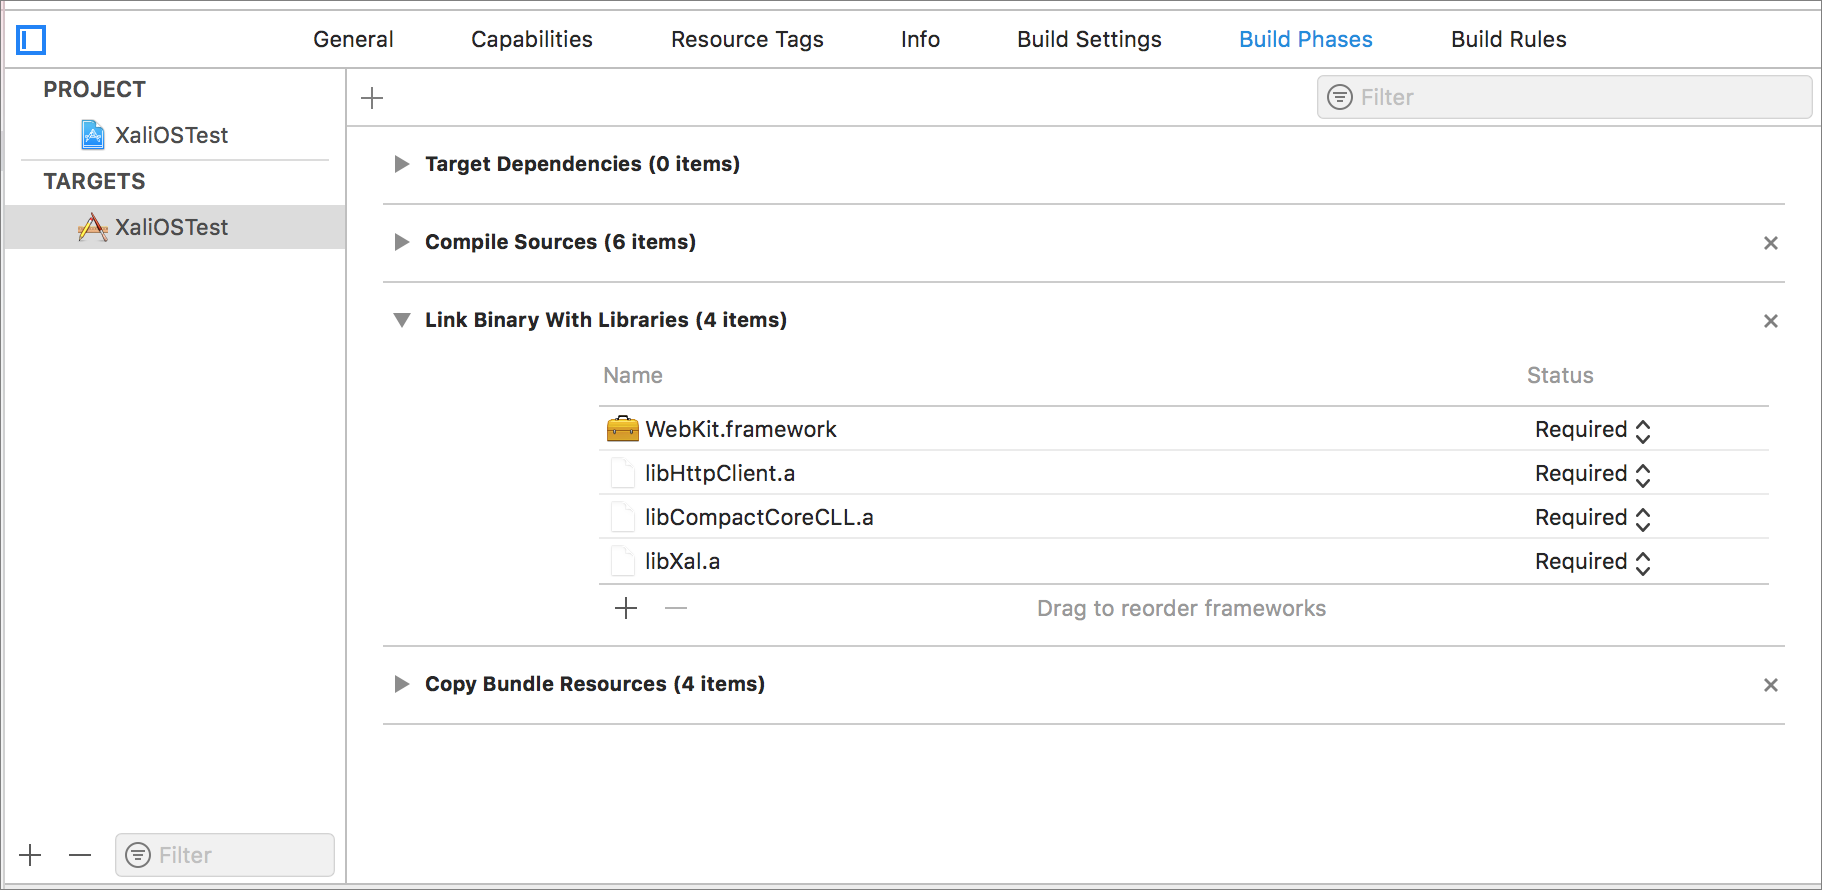 General Capabilities Resource Tags Info Build Settings Build Phases Build Rules
PROJECT
XaliOSTest
TARGETS
XaliOSTest
Filter
Filter
Target Dependencies (0 items)
Compile Sources (6 items)
Link Binary With Libraries (4 items)
Name Status
WebKit.framework Required
libHttpClient.a Required
libCompactCoreCLL.a Required
libXal.a Required
Drag to reorder frameworks
Copy Bundle Resources (4 items)